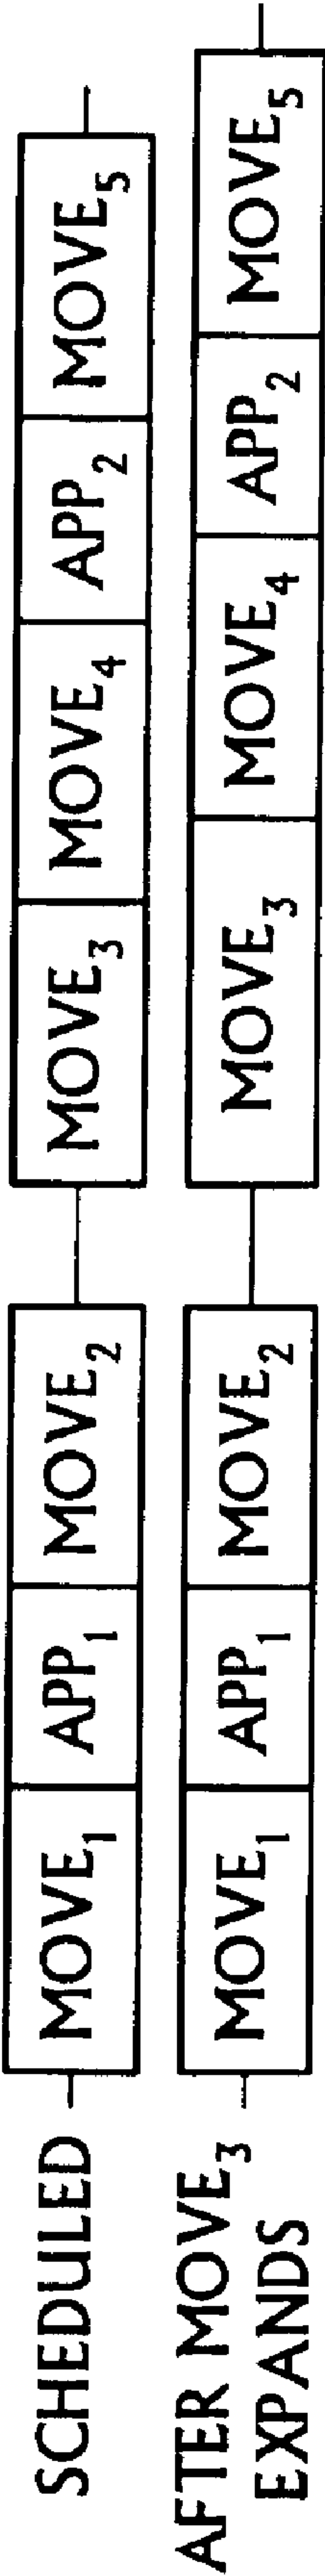 SCHEDULED MOVE₁ APP₁ MOVE₂ MOVE₃ MOVE₄ APP₂ MOVE₅
AFTER MOVE₃ MOVE₁ APP₁ MOVE₂ MOVE₃ MOVE₄ APP₂ MOVE₅
EXPANDS